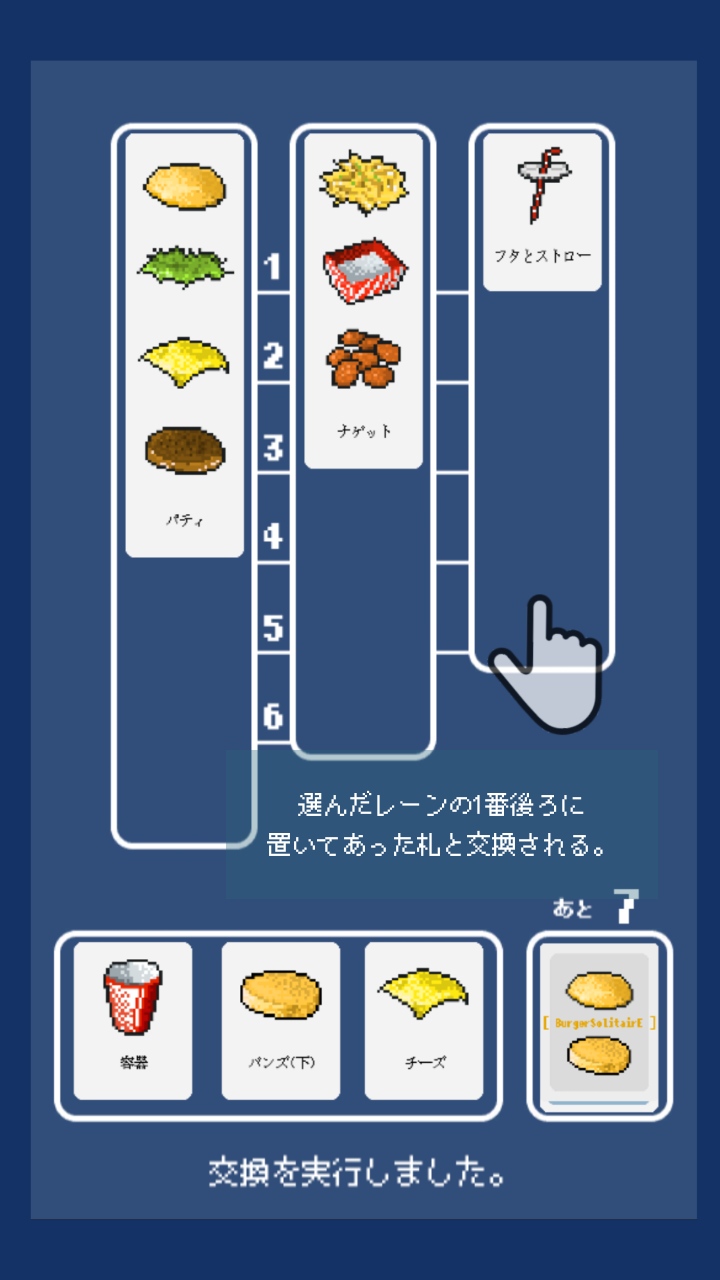 フタとストロー
1
2
ナゲット
3
パティ
4
5
6
選んだレーンの1番後ろに
置いてあった札と交換される。
あと 7
[ BurgerSolitairE ]
容器
パンズ(下)
チーズ
交換を実行しました。